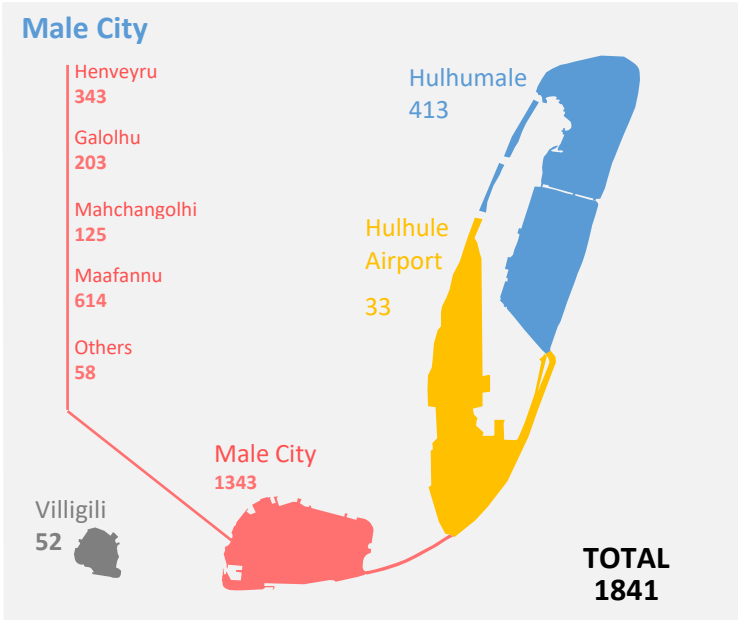 Male City
Henveyru
343
Galolhu
203
Mahchangolhi
125
Maafannu
614
Others
58
Hulhumale
413
Hulhule
Airport
33
Male City
1343
Villigili
52
TOTAL
1841